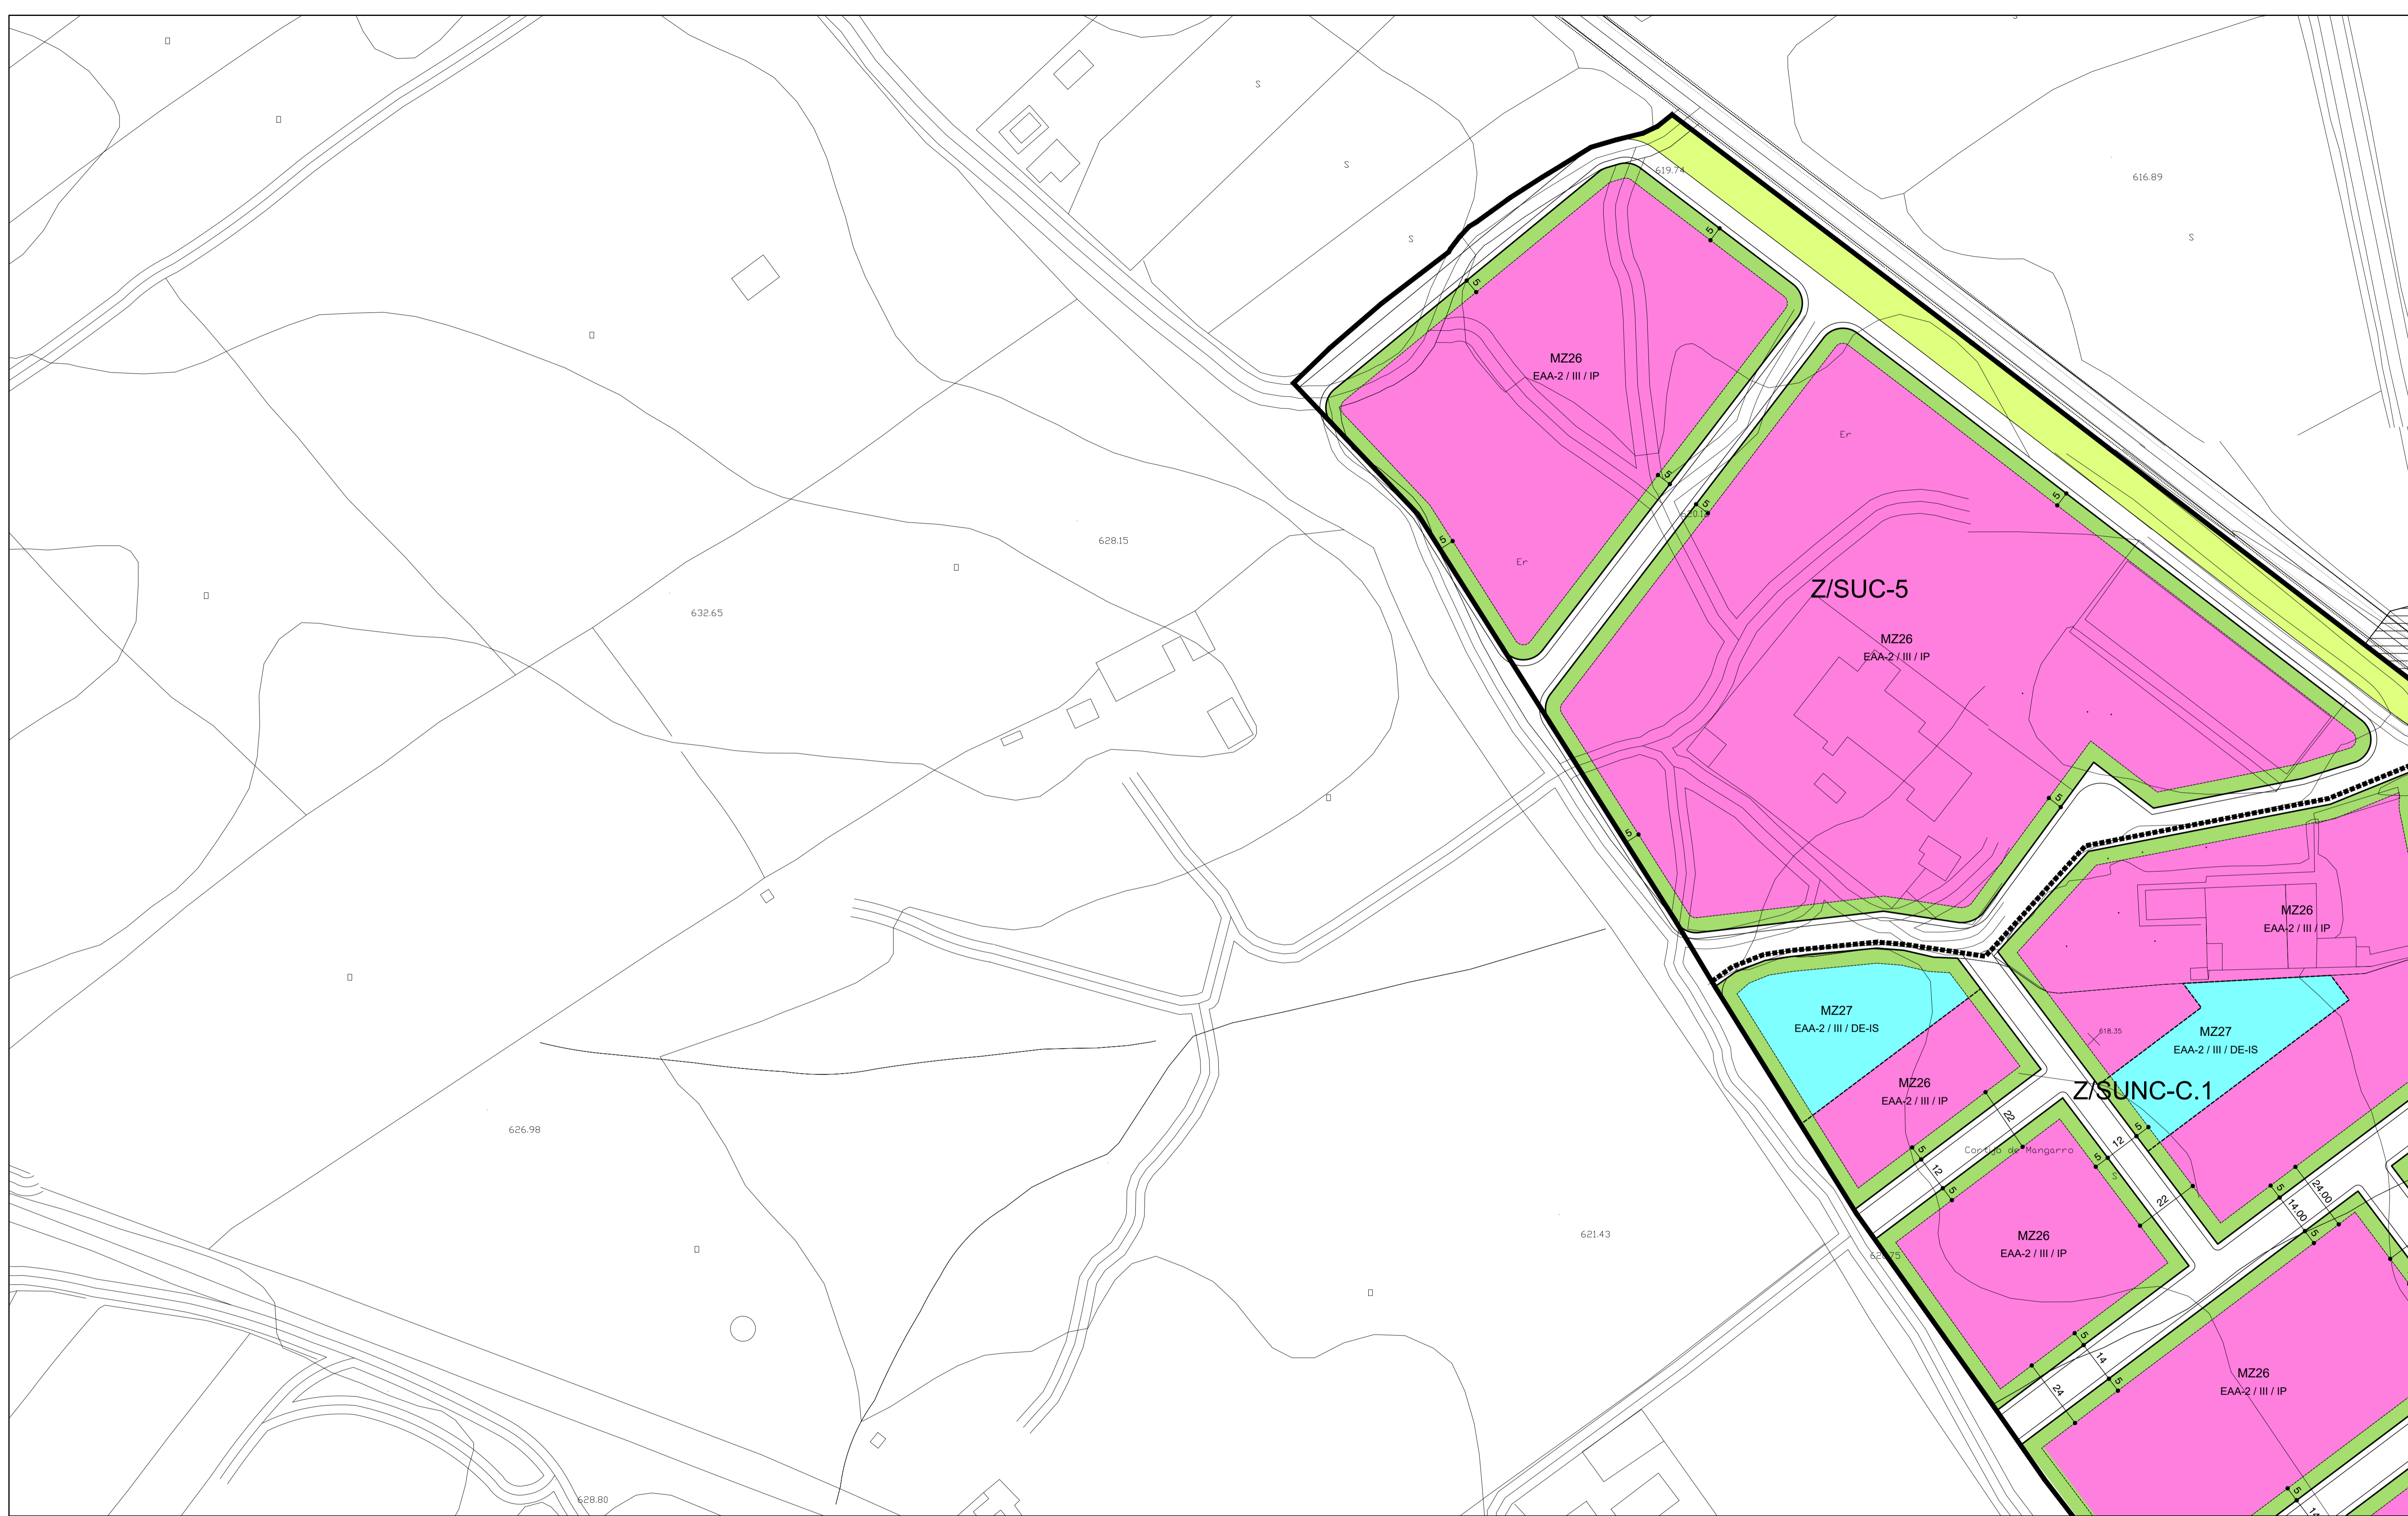 S
S
619.74
616.89
S
S
5
5
MZ26
EAA-2 / III / IP
Er
5
5
5
628.15
5
Er
Z/SUC-5
632.65
MZ26
EAA-2 / III / IP
5
5
MZ26
EAA-2 / III / IP
MZ27
EAA-2 / III / DE-IS
618.35
MZ27
EAA-2 / III / DE-IS
Z/SUNC-C.1
MZ26
EAA-2 / III / IP
22
626.98
5
12
Cortijo de Mangarro
5
12
5
S
5
22
24.00
5
14.00
5
621.43
MZ26
EAA-2 / III / IP
5
14
5
24
MZ26
EAA-2 / III / IP
5
628.80